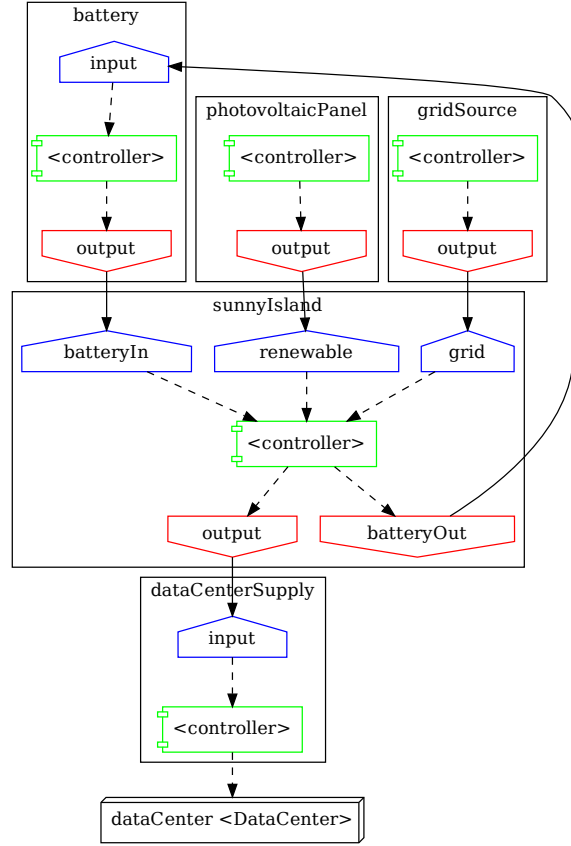 battery
input
photovoltaicPanel
gridSource
<controller>
<controller>
<controller>
output
output
output
sunnyIsland
batteryIn
renewable
grid
<controller>
output
batteryOut
dataCenterSupply
input
<controller>
dataCenter <DataCenter>